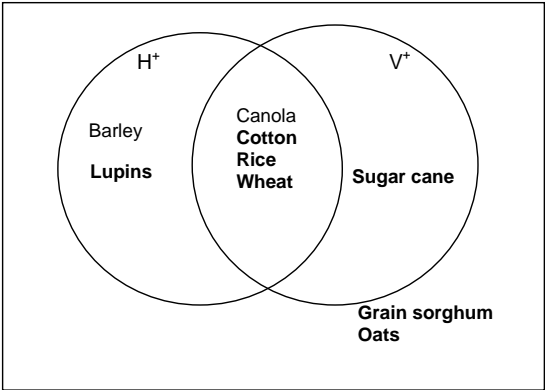 H⁺
V⁺
Barley
Lupins
Canola
Cotton
Rice
Wheat
Sugar cane
Grain sorghum
Oats